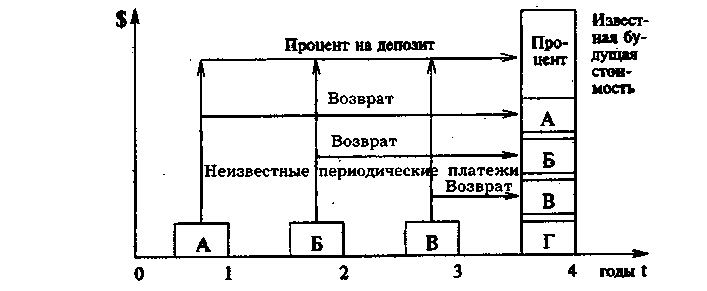 $
Процент на депозит
Про-
цент
Извест-
ная бу-
дущая
стои-
мость
Возврат
А
Возврат
Б
Неизвестные периодические платежи
Возврат
В
А
Б
В
Г
0
1
2
3
4
годы t